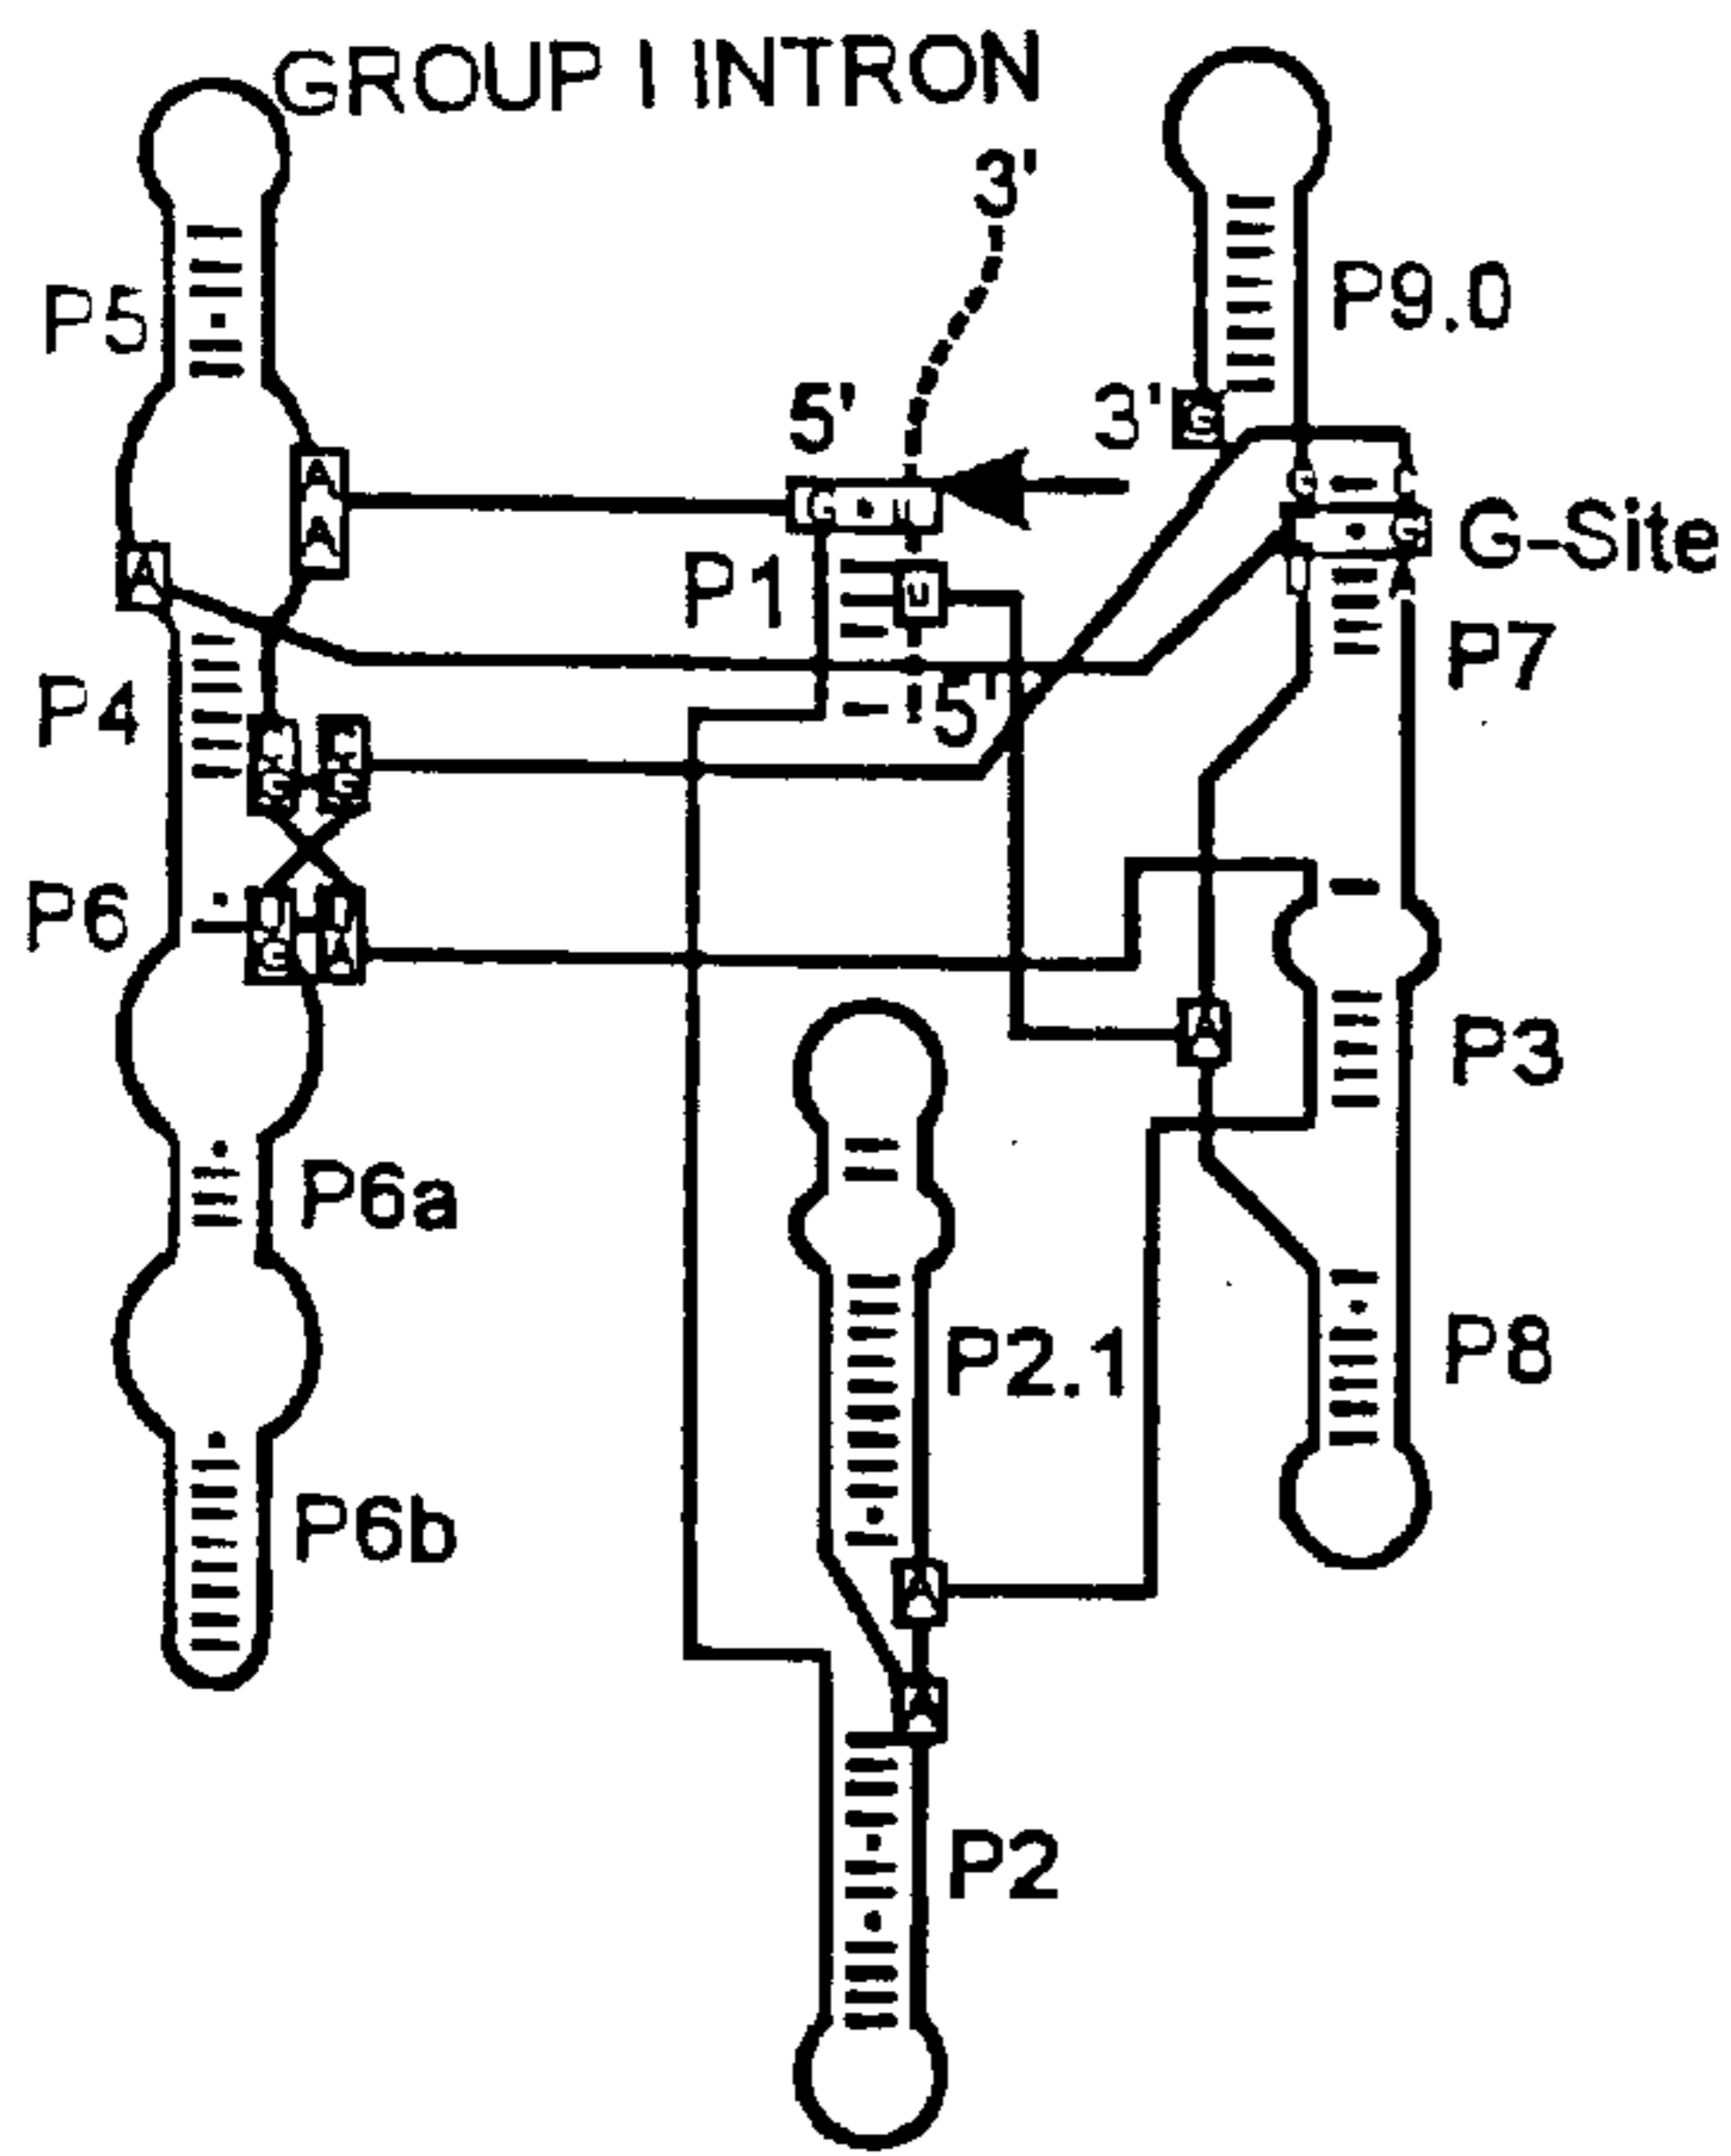 GROUP I INTRON
3'
P5
P9.0
5'
3'
G
A
A
G
U
G
C
G
G-Site
P1
A
A
P7
5'
P4
C
G
G
P6
U
U
G
A
A
P3
P6a
P2.1
P8
P6b
A
A
P2